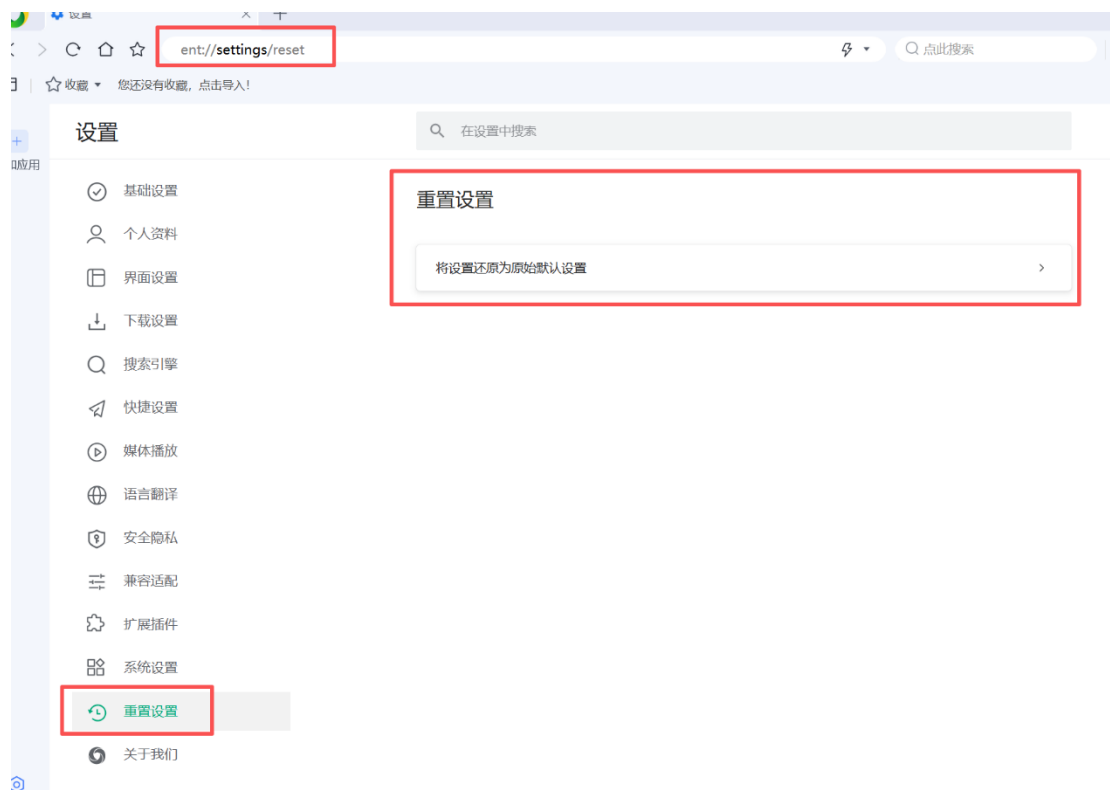 设置
ent://settings/reset
点此搜索
收藏
您还没有收藏，点击导入！
设置
在设置中搜索
应用
基础设置
个人资料
界面设置
下载设置
搜索引擎
快捷设置
媒体播放
语言翻译
安全隐私
兼容适配
扩展插件
系统设置
重置设置
关于我们
重置设置
将设置还原为原始默认设置